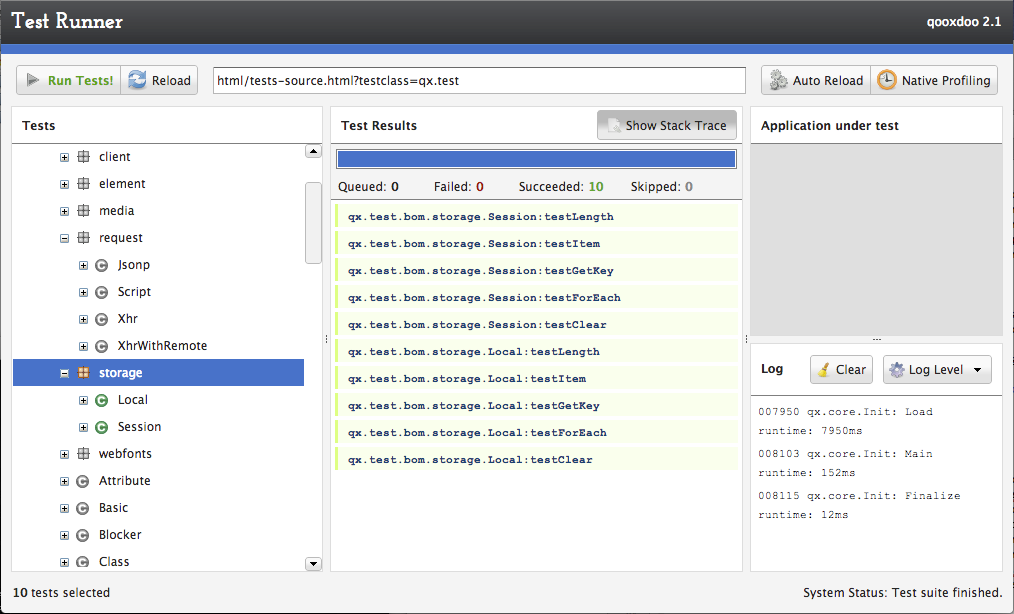 Test Runner
qooxdoo 2.1
Run Tests!
Reload
html/tests-source.html?testclass=qx.test
Auto Reload
Native Profiling
Tests
client
element
media
request
Jsonp
Script
Xhr
XhrWithRemote
storage
Local
Session
webfonts
Attribute
Basic
Blocker
Class
Test Results
Show Stack Trace
Queued: 0 Failed: 0 Succeeded: 10 Skipped: 0
qx.test.bom.storage.Session:testLength
qx.test.bom.storage.Session:testItem
qx.test.bom.storage.Session:testGetKey
qx.test.bom.storage.Session:testForEach
qx.test.bom.storage.Session:testClear
qx.test.bom.storage.Local:testLength
qx.test.bom.storage.Local:testItem
qx.test.bom.storage.Local:testGetKey
qx.test.bom.storage.Local:testForEach
qx.test.bom.storage.Local:testClear
Application under test
Log
Clear
Log Level
007950 qx.core.Init: Load
runtime: 7950ms
008103 qx.core.Init: Main
runtime: 152ms
008115 qx.core.Init: Finalize
runtime: 12ms
10 tests selected
System Status: Test suite finished.